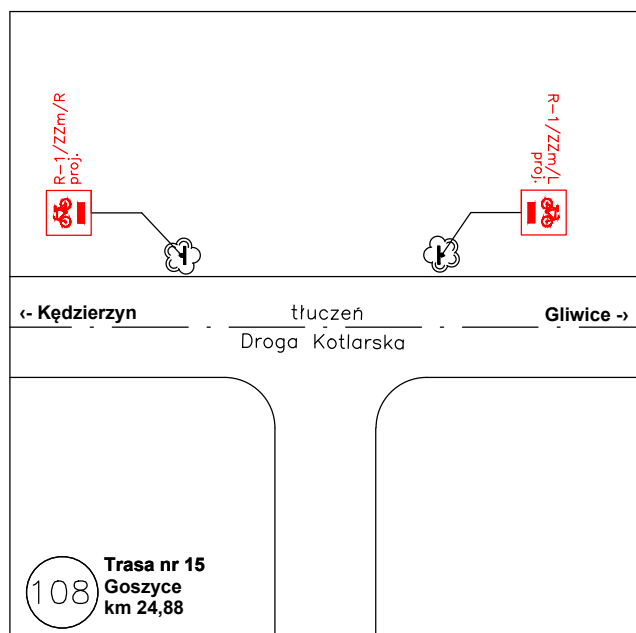 R-1/ZZm/R
proj.
R-1/ZZm/L
proj.
‹- Kędzierzyn
tłuczeń
Gliwice -›
Droga Kotlarska
108
Trasa nr 15
Goszyce
km 24,88